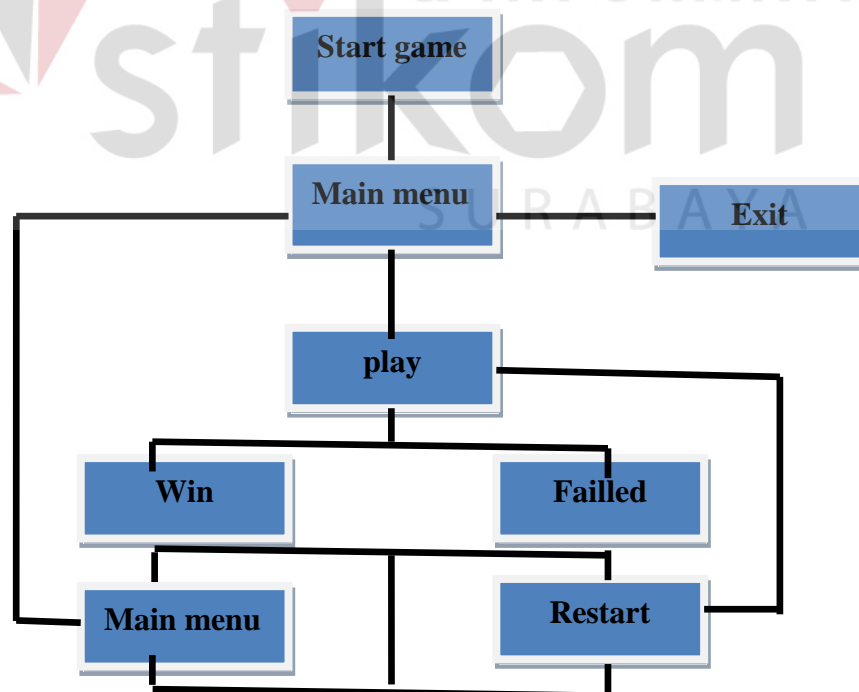 stikom
SURABAYA
Start game
Main menu
Exit
play
Win
Failled
Main menu
Restart